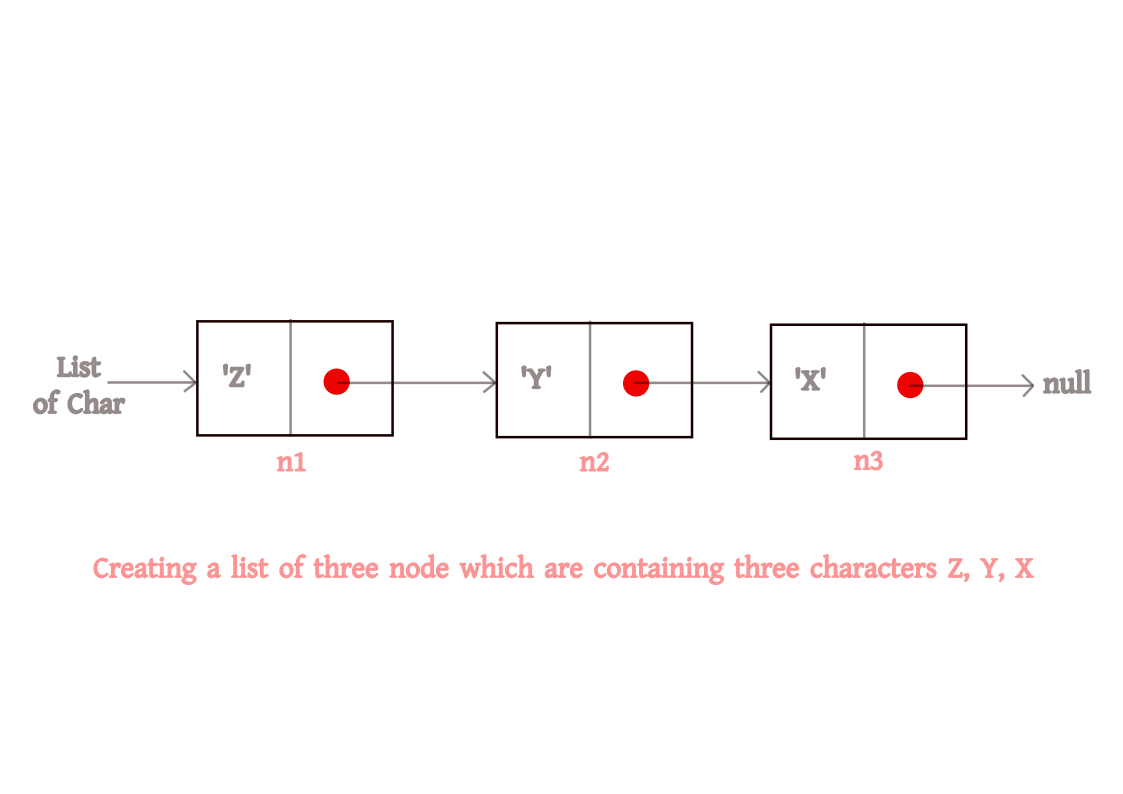 List
of Char
'Z'
'Y'
'X'
null
n1
n2
n3
Creating a list of three node which are containing three characters Z, Y, X